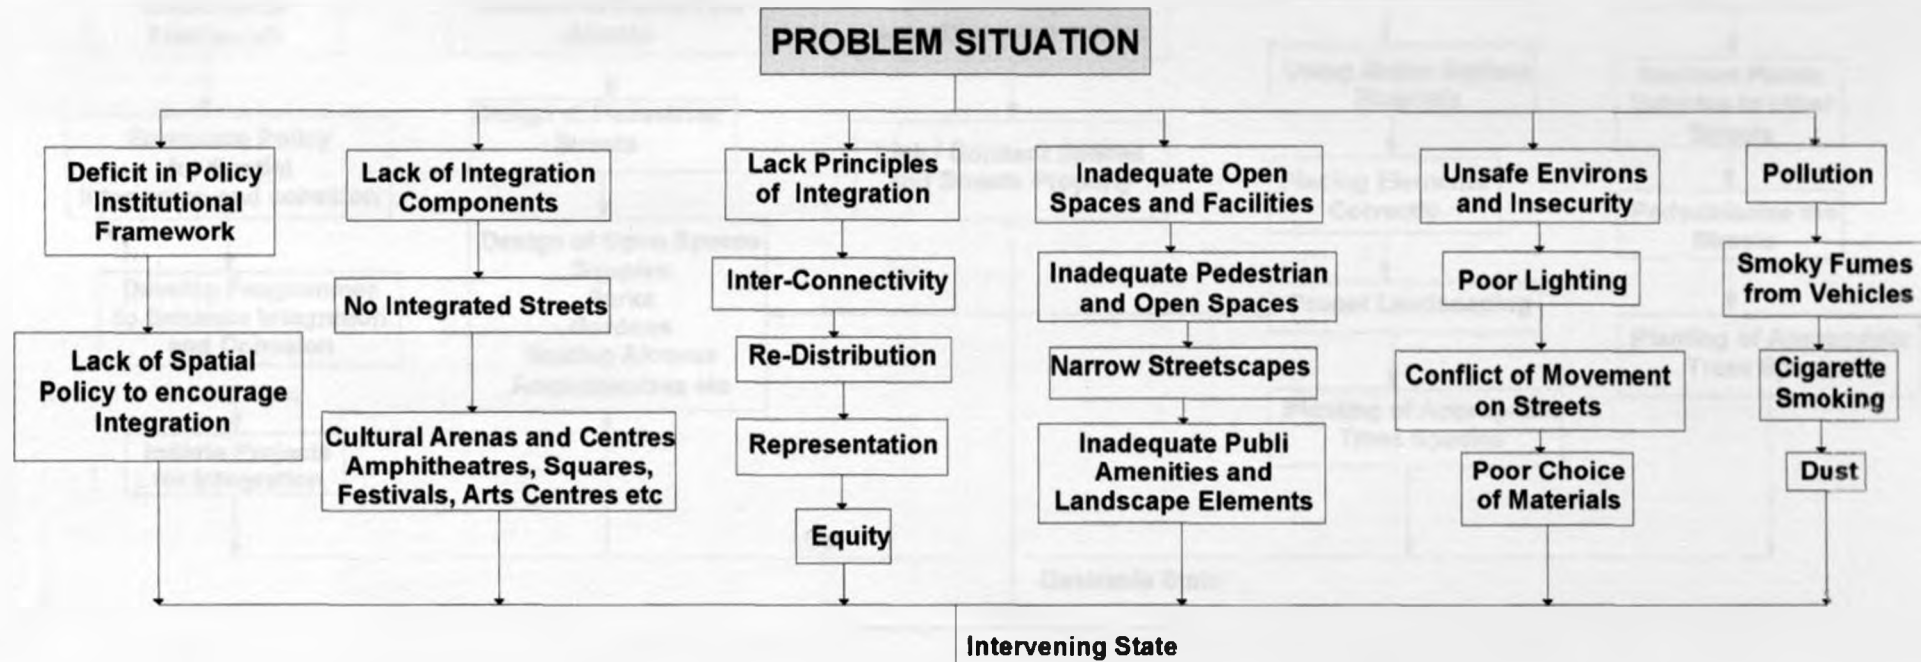 PROBLEM SITUATION
Deficit in Policy
Institutional
Framework
Lack of Spatial
Policy to encourage
Integration
Lack of Integration
Components
No Integrated Streets
Cultural Arenas and Centres
Amphitheatres, Squares,
Festivals, Arts Centres etc
Lack Principles
of Integration
Inter-Connectivity
Re-Distribution
Representation
Equity
Inadequate Open
Spaces and Facilities
Inadequate Pedestrian
and Open Spaces
Narrow Streetscapes
Inadequate Publi
Amenities and
Landscape Elements
Unsafe Environs
and Insecurity
Poor Lighting
Conflict of Movement
on Streets
Poor Choice
of Materials
Pollution
Smoky Fumes
from Vehicles
Cigarette
Smoking
Dust
Intervening State